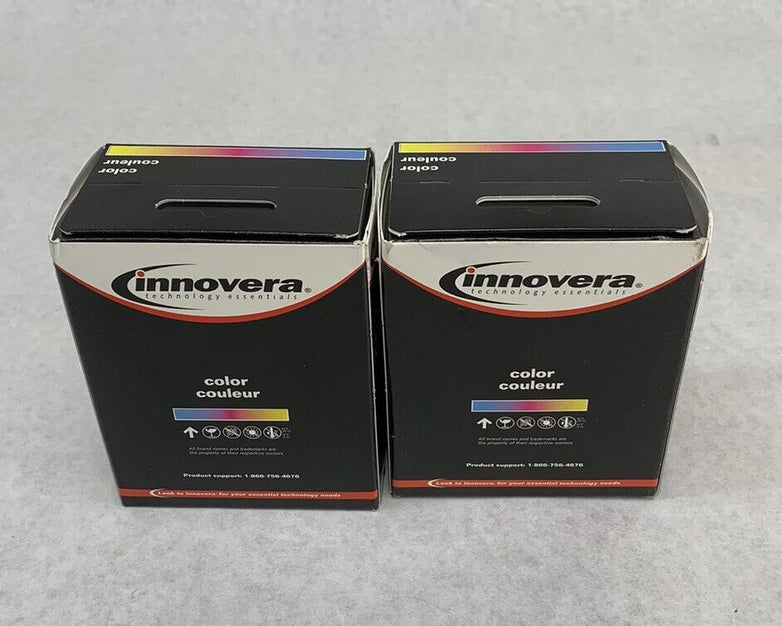 color
couleur
innovera®
technology essentials
color
couleur
All brand names and trademarks are
the property of their respective owners.
Product support: 1-866-756-4676
Look to innovera. for your essential technology needs
color
couleur
innovera®
technology essentials
color
couleur
All brand names and trademarks are
the property of their respective owners.
Product support: 1-866-756-4676
Look to innovera. for your essential technology needs